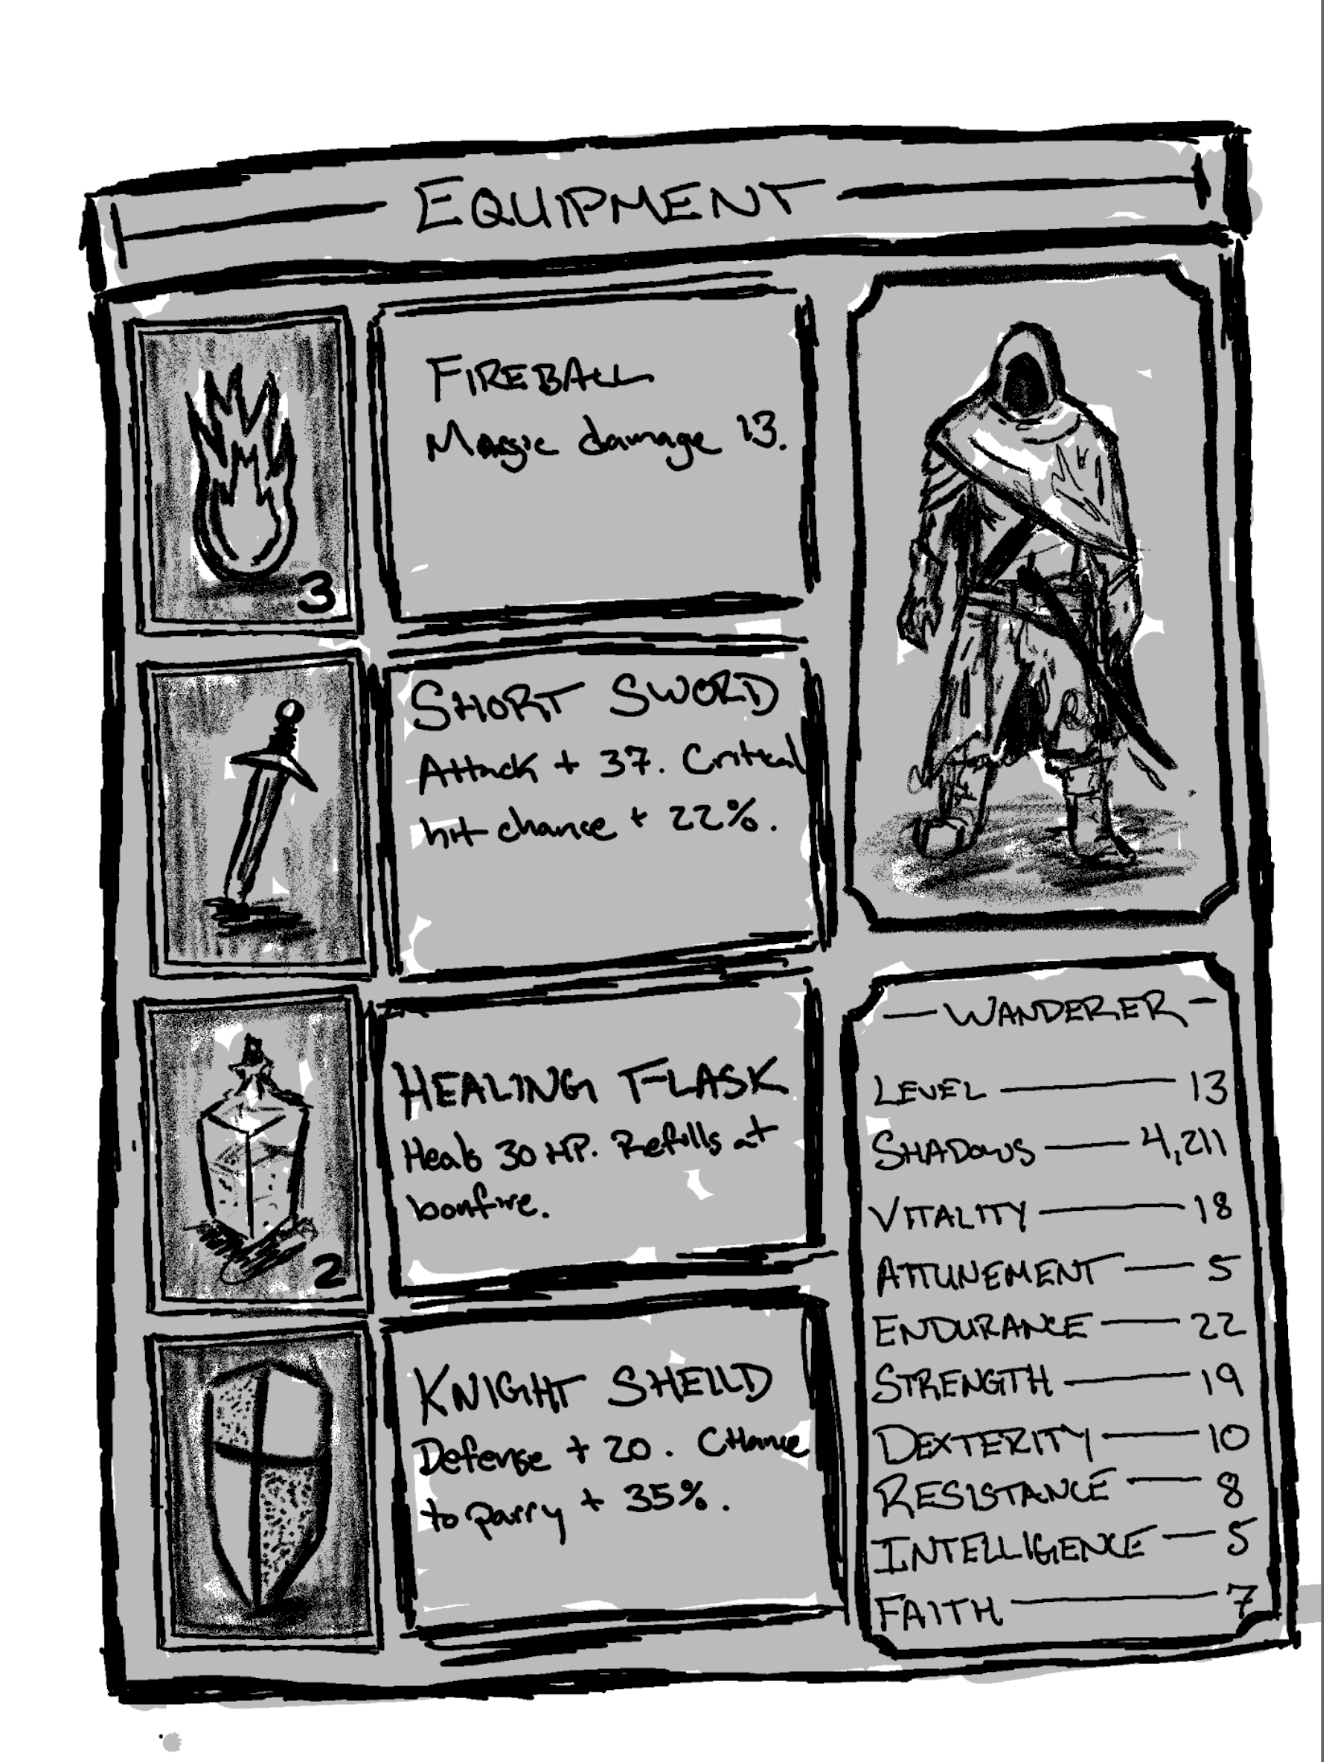 EQUIPMENT
3
FIREBALL
Magic damage 13.
SHORT SWORD
Attack + 37. Critical
hit chance + 22%.
2
HEALING FLASK
Heals 30 HP. Refills at
bonfire.
KNIGHT SHEILD
Defense + 20. CHance
to parry + 35%.
— WANDERER -
LEVEL — 13
SHADOWS — 4,211
VITALITY — 18
ATTUNEMENT — 5
ENDURANCE — 22
STRENGTH — 19
DEXTERITY — 10
RESISTANCE — 8
INTELLIGENCE — 5
FAITH — 7